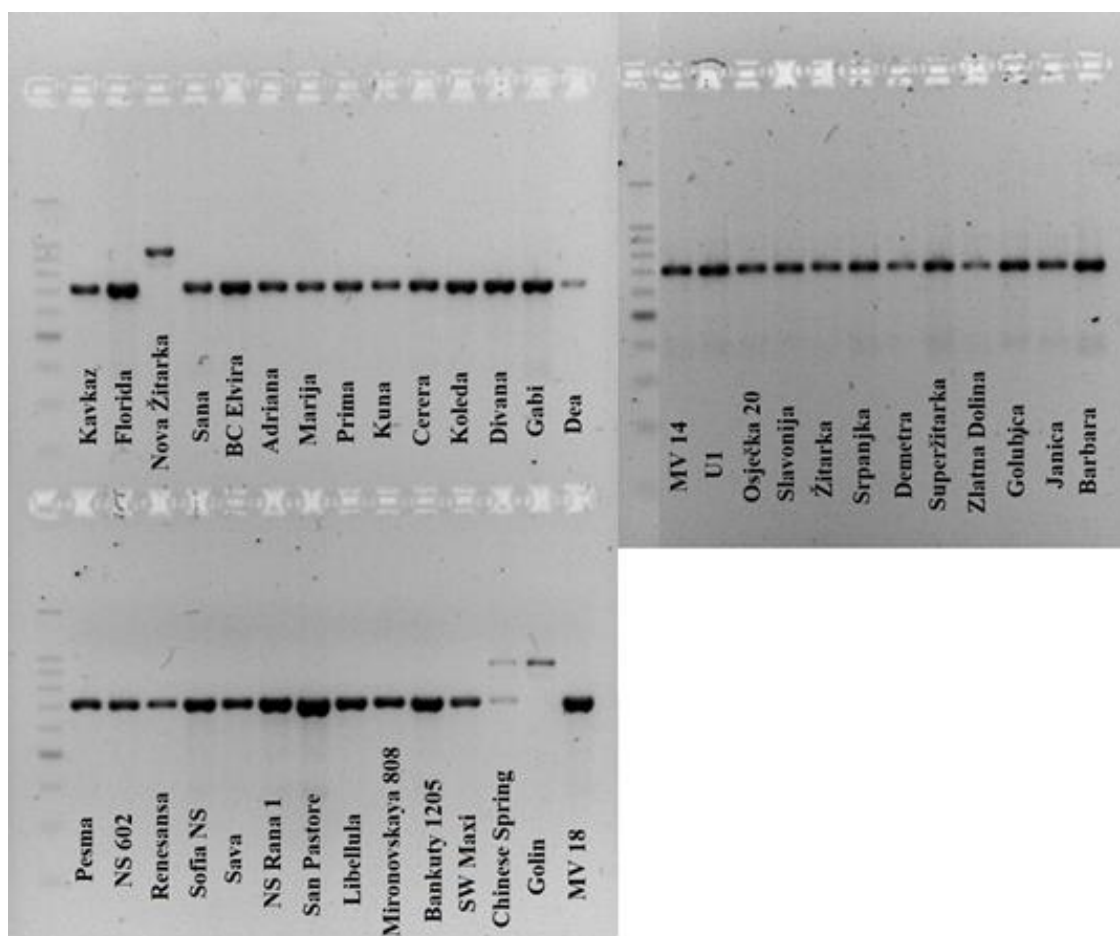 Kavkaz
Florida
Nova Žitarka
Sana
BC Elvira
Adriana
Marija
Prima
Kuna
Cerera
Koleda
Divana
Gabi
Dea
MV 14
U1
Osječka 20
Slavonija
Žitarka
Srpanjka
Demetra
Superžitarka
Zlatna Dolina
Golubica
Janica
Barbara
Pesma
NS 602
Renesansa
Sofia NS
Sava
NS Rana 1
San Pastore
Libellula
Mironovskaya 808
Bankuty 1205
SW Maxi
Chinese Spring
Golin
MV 18